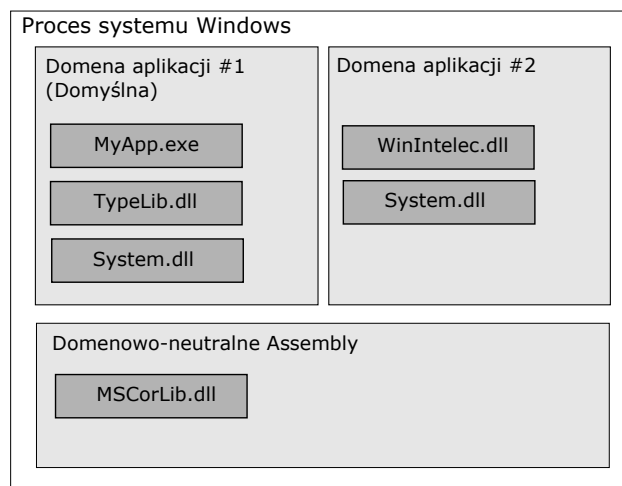 Proces systemu Windows
Domena aplikacji #1
(Domyślna)
MyApp.exe
TypeLib.dll
System.dll
Domena aplikacji #2
WinIntelec.dll
System.dll
Domenowo-neutralne Assembly
MSCorLib.dll